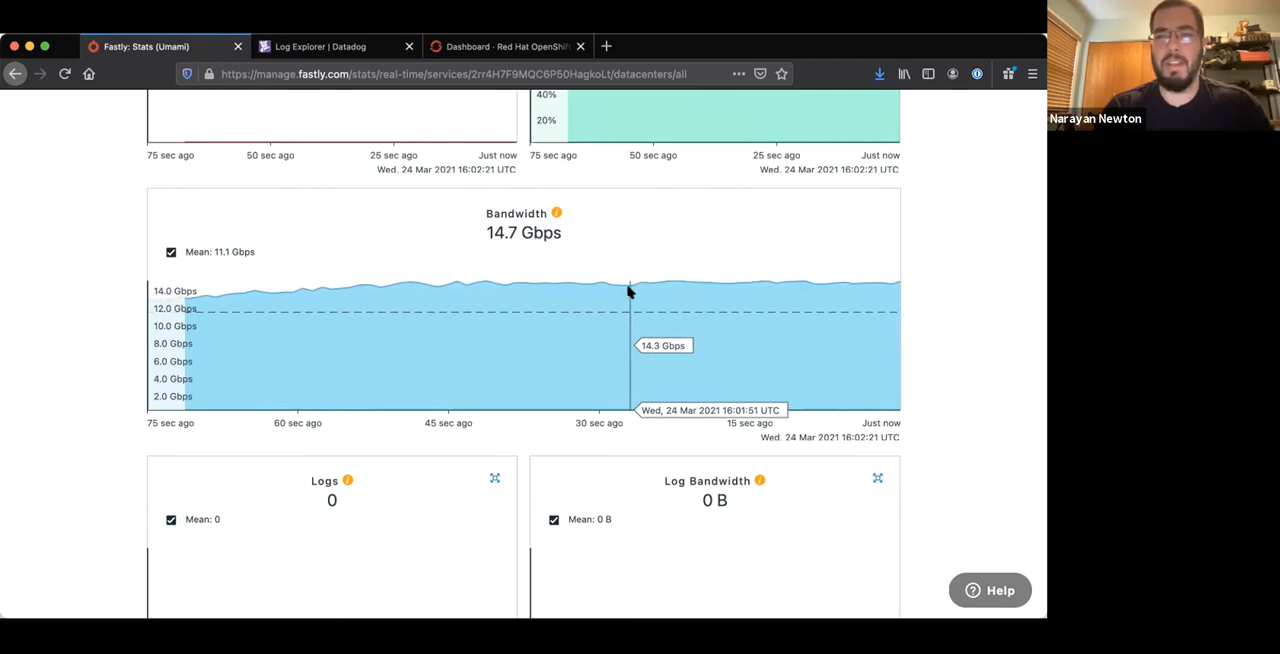 Fastly: Stats (Umami)
Log Explorer | Datadog
Dashboard · Red Hat OpenShift
https://manage.fastly.com/stats/real-time/services/2rr4H7F9MQC6P50HagkoLt/datacenters/all
Narayan Newton
40%
20%
75 sec ago 50 sec ago 25 sec ago Just now
Wed, 24 Mar 2021 16:02:21 UTC
75 sec ago 50 sec ago 25 sec ago Just now
Wed, 24 Mar 2021 16:02:21 UTC
Bandwidth
14.7 Gbps
Mean: 11.1 Gbps
14.0 Gbps
12.0 Gbps
10.0 Gbps
8.0 Gbps
6.0 Gbps
4.0 Gbps
2.0 Gbps
14.3 Gbps
Wed, 24 Mar 2021 16:01:51 UTC
75 sec ago 60 sec ago 45 sec ago 30 sec ago 15 sec ago Just now
Wed, 24 Mar 2021 16:02:21 UTC
Logs
0
Mean: 0
Log Bandwidth
0 B
Mean: 0 B
Help